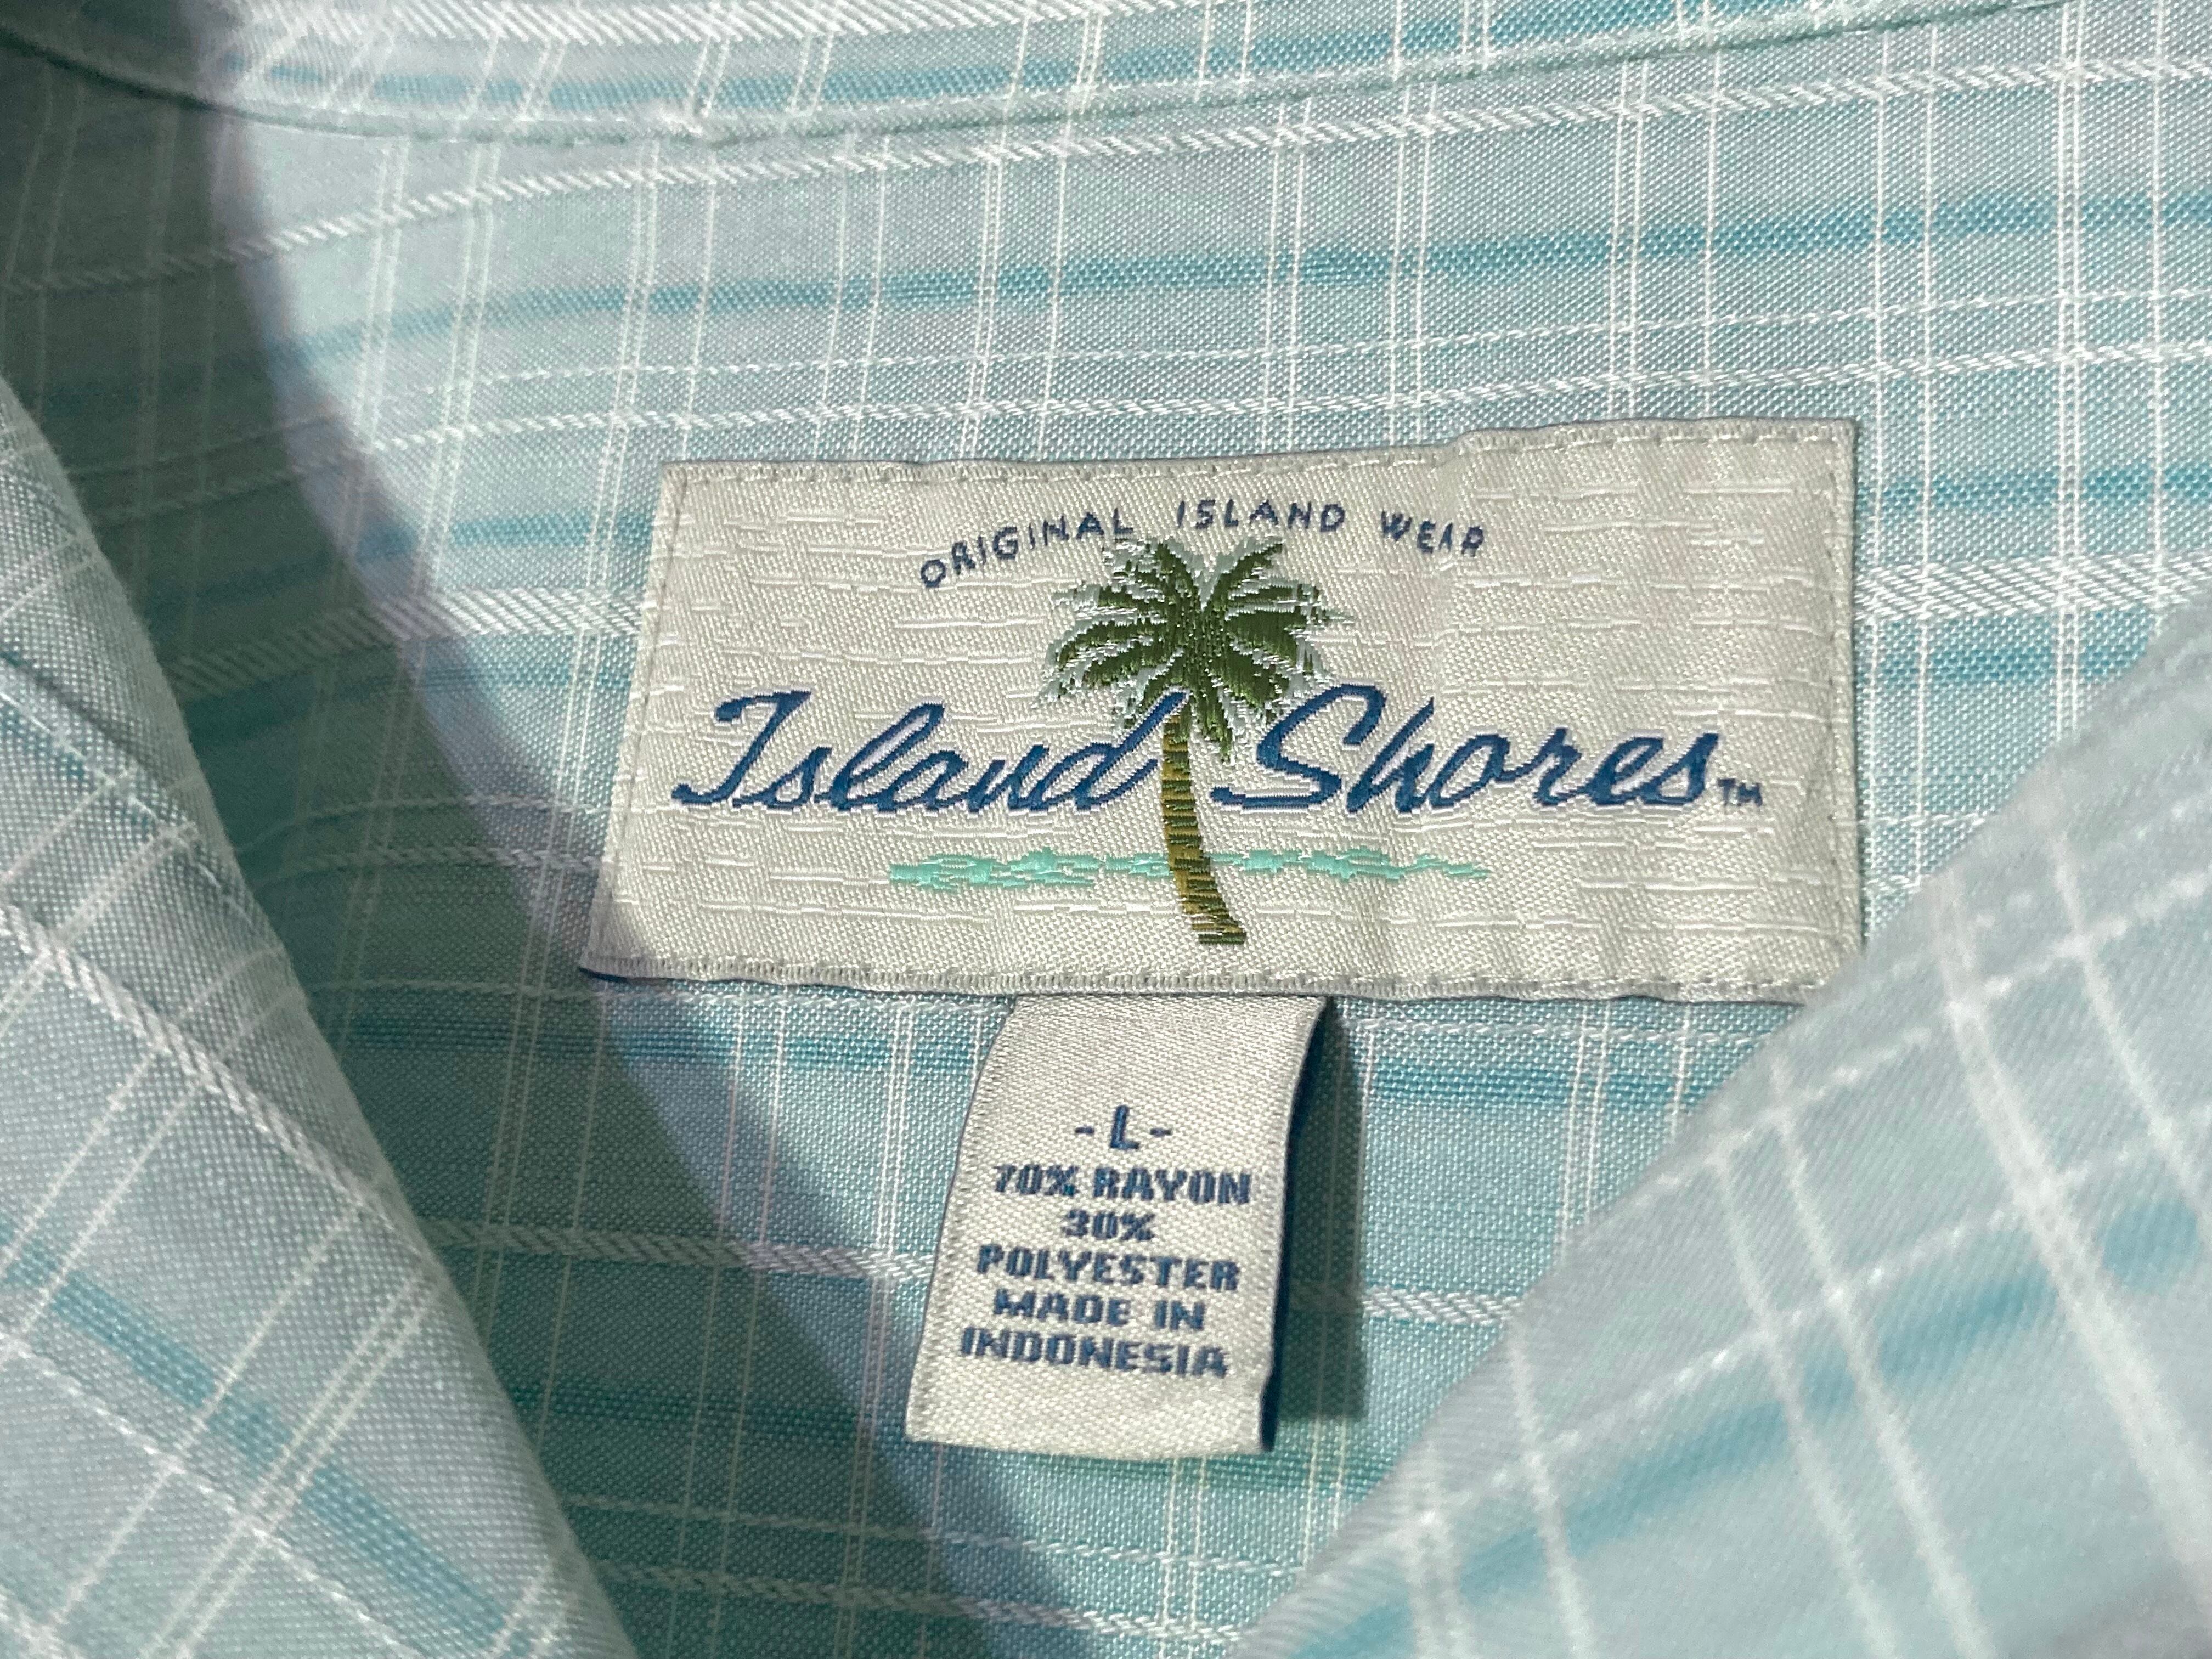 ORIGINAL ISLAND WEAR
Island Shores™
-L-
70% RAYON
30%
POLYESTER
MADE IN
INDONESIA